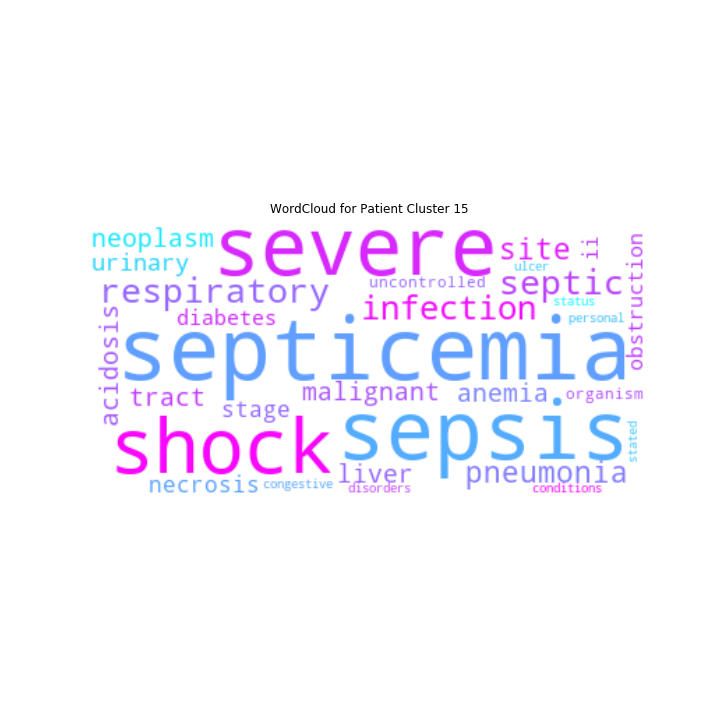 WordCloud for Patient Cluster 15
neoplasm
severe
site
ii
obstruction
urinary
ulcer
respiratory
uncontrolled
septic
status
infection
personal
diabetes
acidosis
septicemia
tract
malignant
anemia
organism
stage
shock
sepsis
stated
liver
pneumonia
necrosis
congestive
disorders
conditions